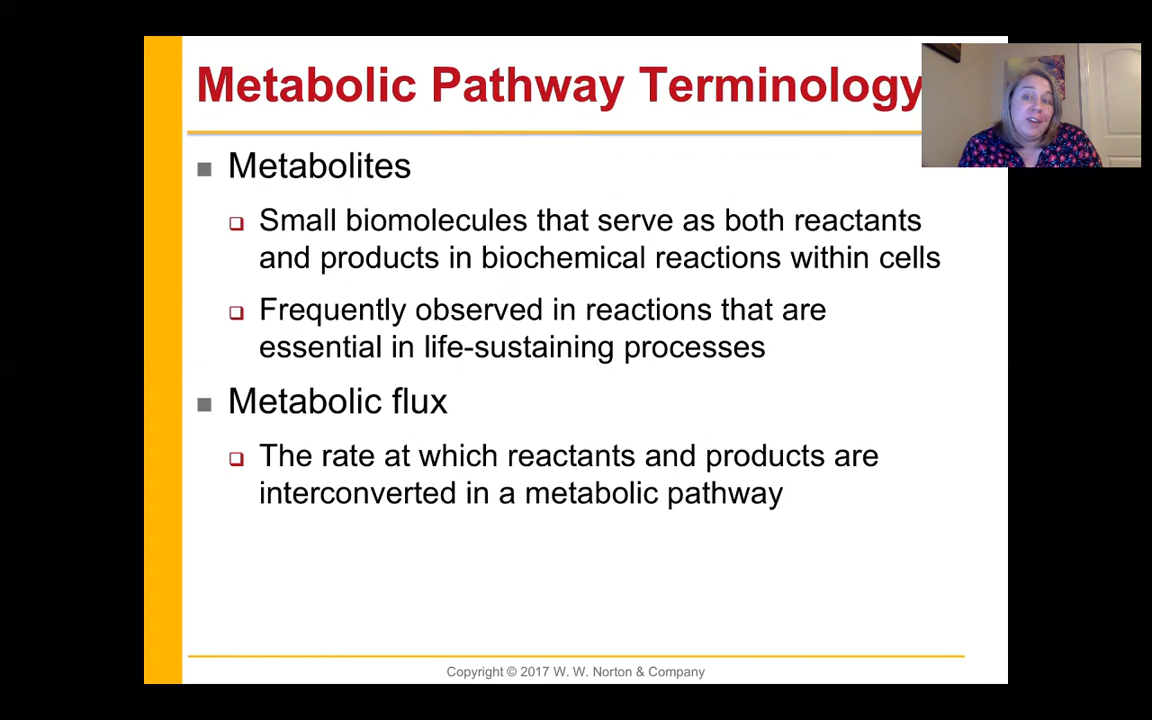 Metabolic Pathway Terminology
Metabolites
Small biomolecules that serve as both reactants
and products in biochemical reactions within cells
Frequently observed in reactions that are
essential in life-sustaining processes
Metabolic flux
The rate at which reactants and products are
interconverted in a metabolic pathway
Copyright © 2017 W. W. Norton & Company